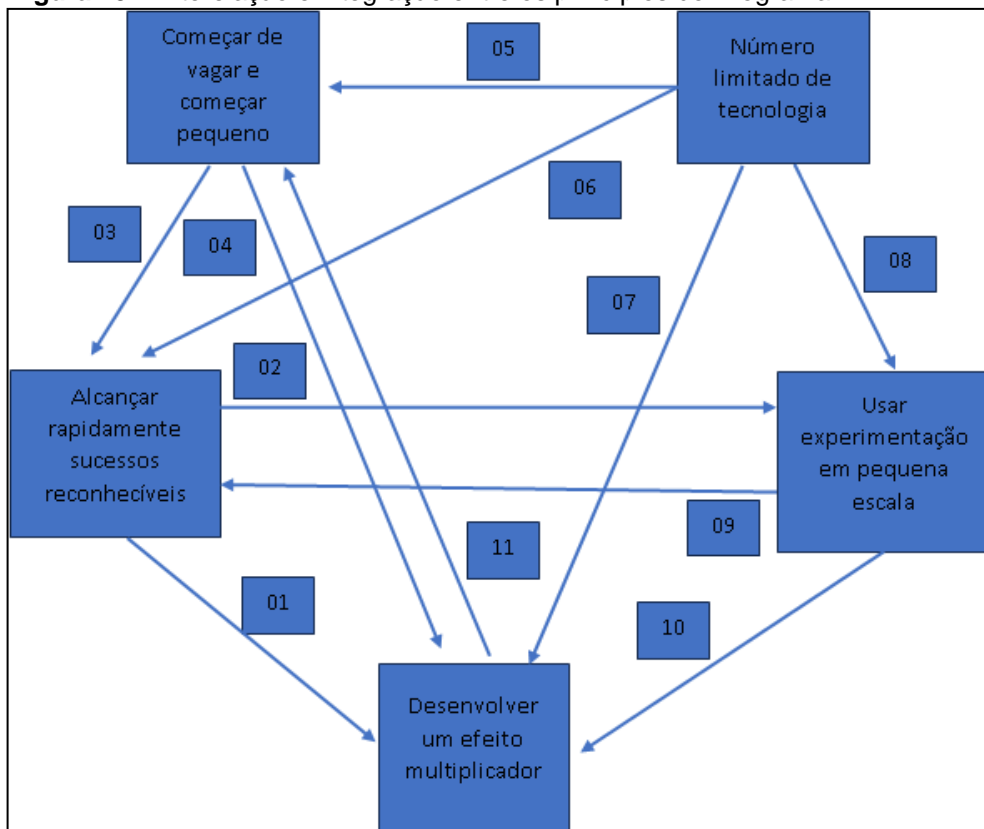 Começar de
vagar e
começar
pequeno
05
Número
limitado de
tecnologia
03
04
06
07
08
02
Alcançar
rapidamente
sucessos
reconhecíveis
Usar
experimentação
em pequena
escala
09
11
01
10
Desenvolver
um efeito
multiplicador